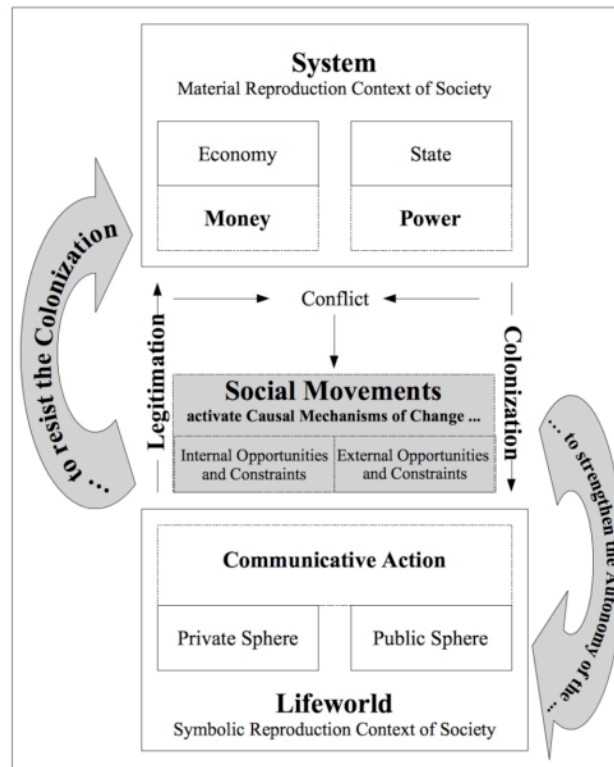 System
Material Reproduction Context of Society
Economy
State
Money
Power
Conflict
Legitimation
Colonization
Social Movements
activate Causal Mechanisms of Change ...
Internal Opportunities
and Constraints
External Opportunities
and Constraints
... to resist the Colonization
... to strengthen the Autonomy of the ...
Communicative Action
Private Sphere
Public Sphere
Lifeworld
Symbolic Reproduction Context of Society